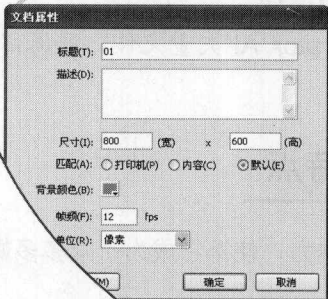 文档属性
标题(T): 01
描述(D):
尺寸(I): 800 (宽) x 600 (高)
匹配(A): 打印机(P) 内容(C) 默认(E)
背景颜色(B):
帧频(F): 12 fps
单位(R): 像素
(M) 确定 取消